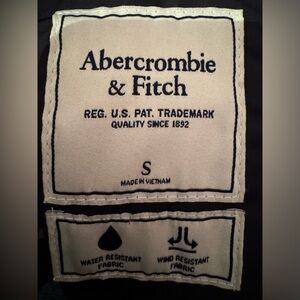 Abercrombie
& Fitch
REG. U.S. PAT. TRADEMARK
QUALITY SINCE 1892
S
MADE IN VIETNAM
WATER RESISTANT
FABRIC
WIND RESISTANT
FABRIC